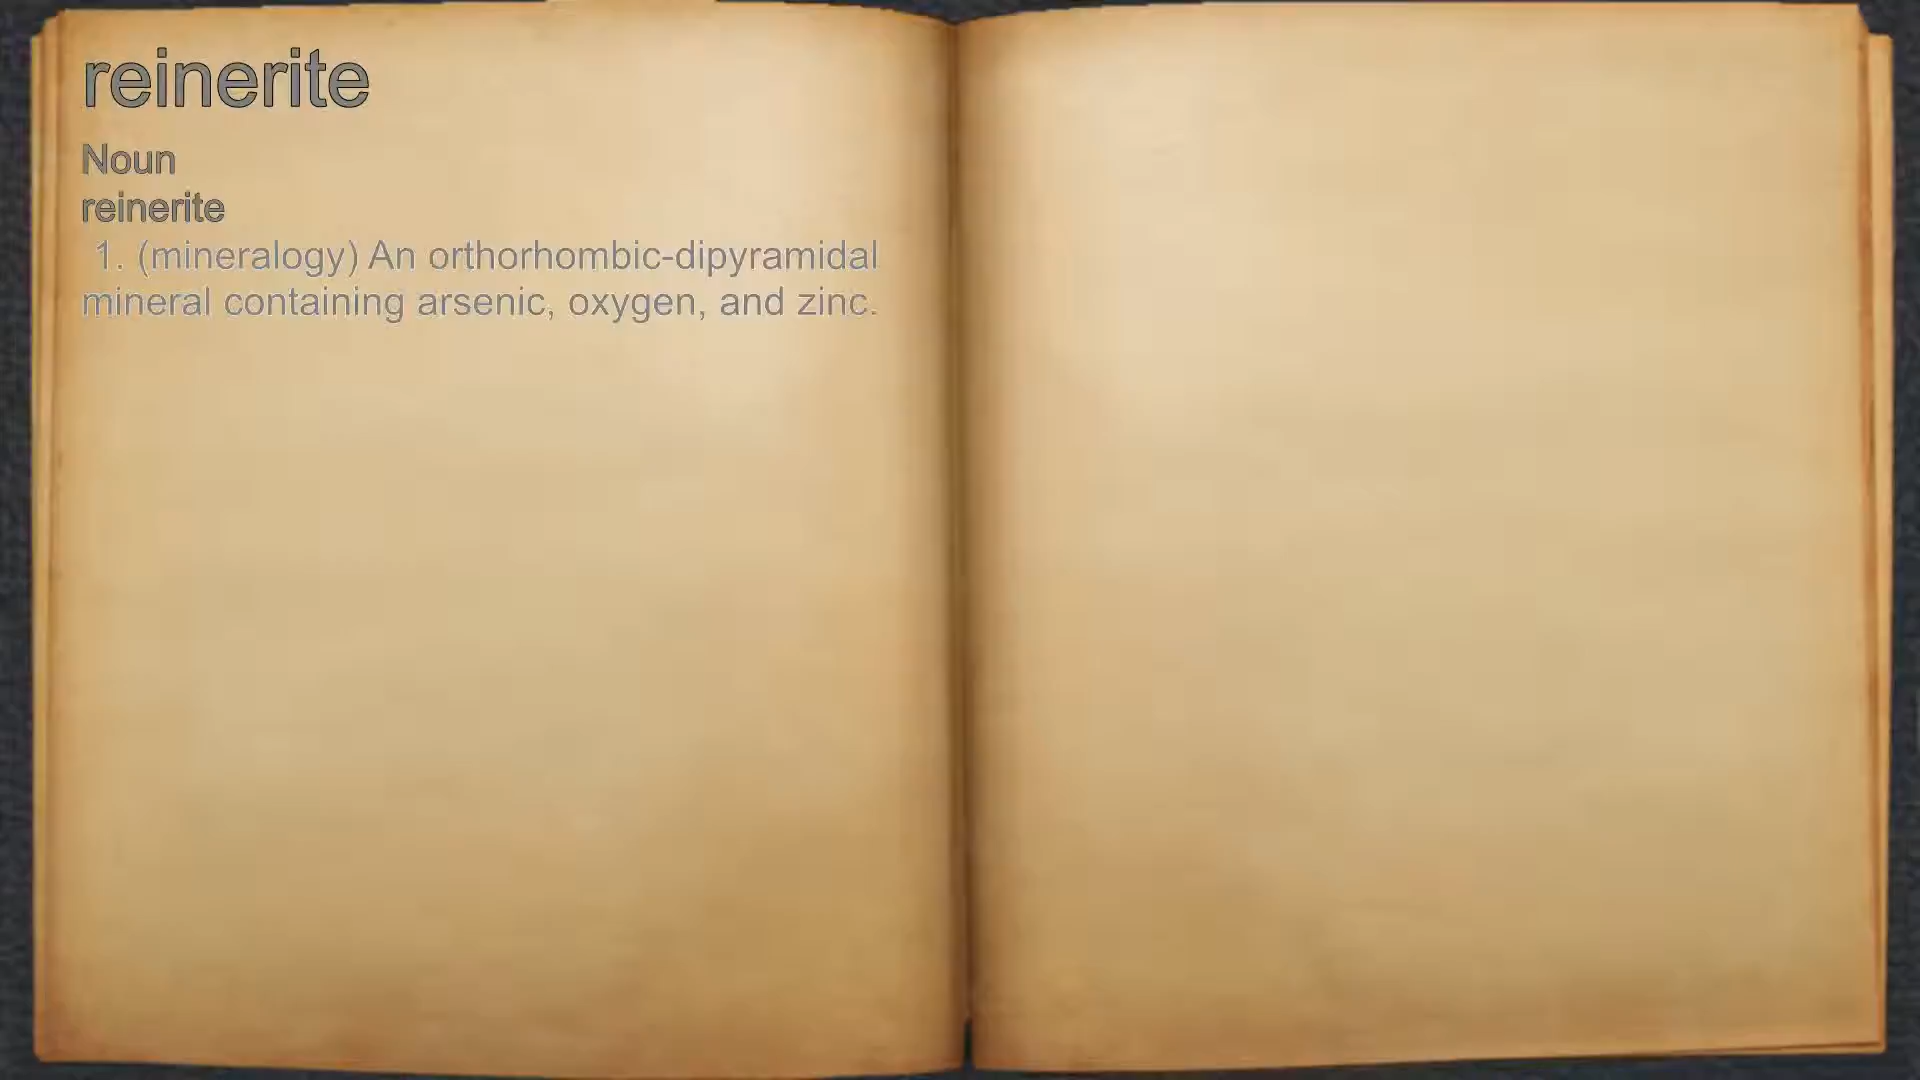 reinerite
Noun
reinerite
1. (mineralogy) An orthorhombic-dipyramidal
mineral containing arsenic, oxygen, and zinc.